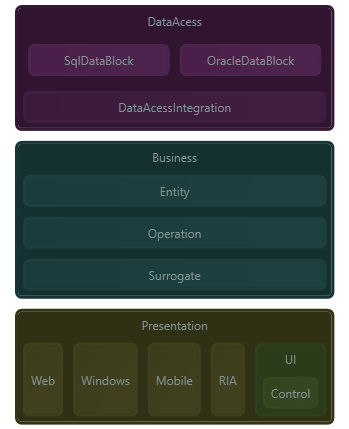 DataAcess
SqlDataBlock OracleDataBlock
DataAcessIntegration
Business
Entity
Operation
Surrogate
Presentation
Web Windows Mobile RIA UI
Control